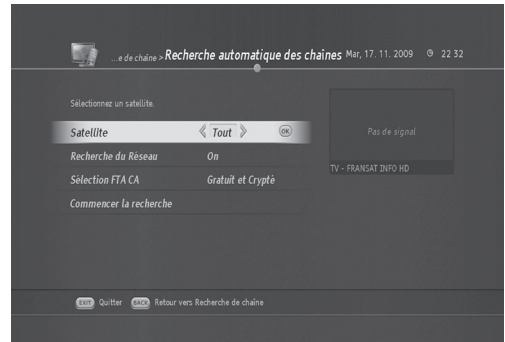 ...e de chaîne > Recherche automatique des chaînes Mar, 17. 11. 2009 22 32
Sélectionnez un satellite.
Satellite Tout OK
Pas de signal
Recherche du Réseau On
TV - FRANSAT INFO HD
Sèlection FTA CA Gratuit et Cryptè
Commencer la recherche
EXIT Quitter BACK Retour vers Recherche de chaîne